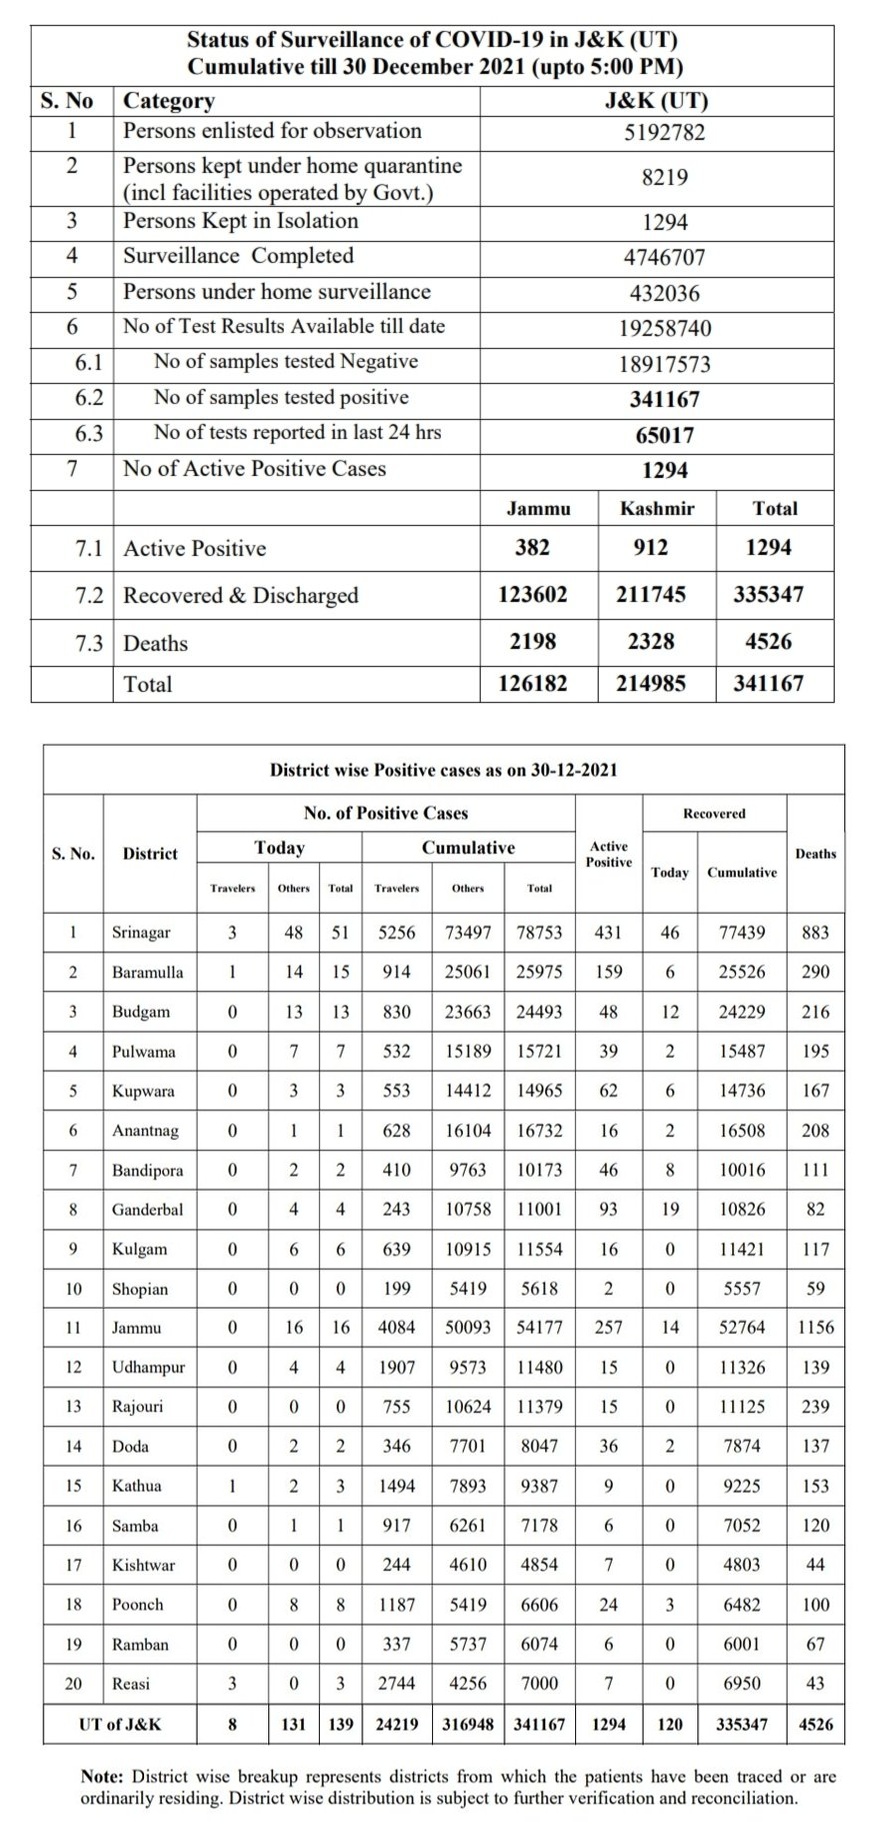 Status of Surveillance of COVID-19 in J&K (UT)
Cumulative till 30 December 2021 (upto 5:00 PM)
S. No Category J&K (UT)
1 Persons enlisted for observation 5192782
2 Persons kept under home quarantine
(incl facilities operated by Govt.) 8219
3 Persons Kept in Isolation 1294
4 Surveillance Completed 4746707
5 Persons under home surveillance 432036
6 No of Test Results Available till date 19258740
6.1 No of samples tested Negative 18917573
6.2 No of samples tested positive 341167
6.3 No of tests reported in last 24 hrs 65017
7 No of Active Positive Cases 1294
Jammu Kashmir Total
7.1 Active Positive 382 912 1294
7.2 Recovered & Discharged 123602 211745 335347
7.3 Deaths 2198 2328 4526
Total 126182 214985 341167
District wise Positive cases as on 30-12-2021
S. No. District No. of Positive Cases Active Positive Recovered Deaths
Today Cumulative Today Cumulative
Travelers Others Total Travelers Others Total
1 Srinagar 3 48 51 5256 73497 78753 431 46 77439 883
2 Baramulla 1 14 15 914 25061 25975 159 6 25526 290
3 Budgam 0 13 13 830 23663 24493 48 12 24229 216
4 Pulwama 0 7 7 532 15189 15721 39 2 15487 195
5 Kupwara 0 3 3 553 14412 14965 62 6 14736 167
6 Anantnag 0 1 1 628 16104 16732 16 2 16508 208
7 Bandipora 0 2 2 410 9763 10173 46 8 10016 111
8 Ganderbal 0 4 4 243 10758 11001 93 19 10826 82
9 Kulgam 0 6 6 639 10915 11554 16 0 11421 117
10 Shopian 0 0 0 199 5419 5618 2 0 5557 59
11 Jammu 0 16 16 4084 50093 54177 257 14 52764 1156
12 Udhampur 0 4 4 1907 9573 11480 15 0 11326 139
13 Rajouri 0 0 0 755 10624 11379 15 0 11125 239
14 Doda 0 2 2 346 7701 8047 36 2 7874 137
15 Kathua 1 2 3 1494 7893 9387 9 0 9225 153
16 Samba 0 1 1 917 6261 7178 6 0 7052 120
17 Kishtwar 0 0 0 244 4610 4854 7 0 4803 44
18 Poonch 0 8 8 1187 5419 6606 24 3 6482 100
19 Ramban 0 0 0 337 5737 6074 6 0 6001 67
20 Reasi 3 0 3 2744 4256 7000 7 0 6950 43
UT of J&K 8 131 139 24219 316948 341167 1294 120 335347 4526
Note: District wise breakup represents districts from which the patients have been traced or are
ordinarily residing. District wise distribution is subject to further verification and reconciliation.